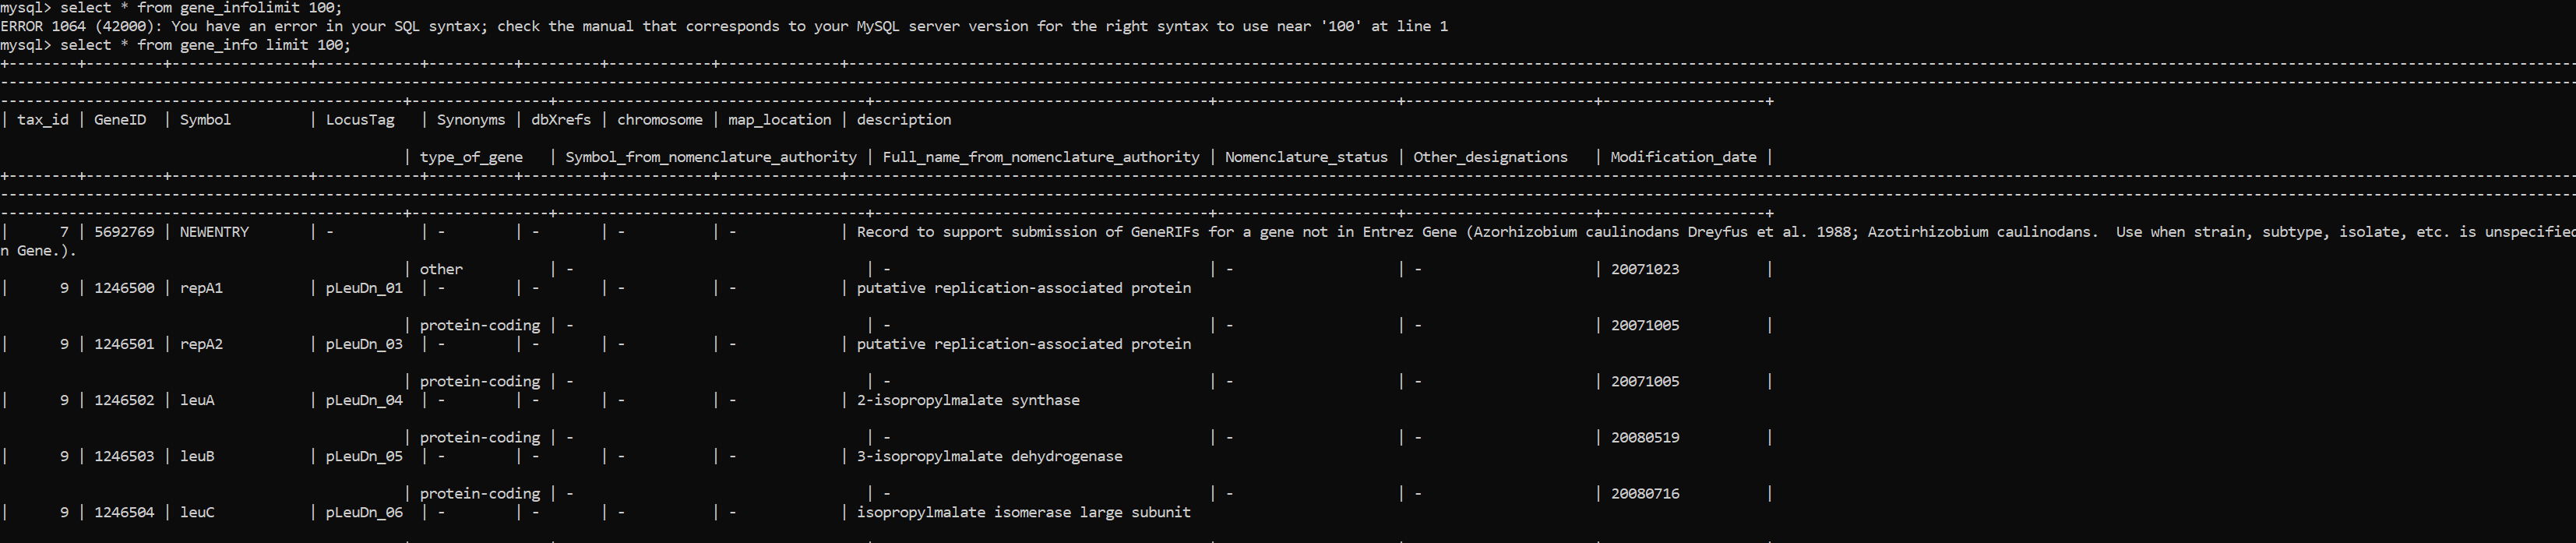 mysql> select * from gene_infolimit 100;
ERROR 1064 (42000): You have an error in your SQL syntax; check the manual that corresponds to your MySQL server version for the right syntax to use near '100' at line 1
mysql> select * from gene_info limit 100;
| tax_id | GeneID | Symbol | LocusTag | Synonyms | dbXrefs | chromosome | map_location | description
| type_of_gene | Symbol_from_nomenclature_authority | Full_name_from_nomenclature_authority | Nomenclature_status | Other_designations | Modification_date |
| 7 | 5692769 | NEWENTRY | - | - | - | - | - | Record to support submission of GeneRIFs for a gene not in Entrez Gene (Azorhizobium caulinodans Dreyfus et al. 1988; Azotirhizobium caulinodans.  Use when strain, subtype, isolate, etc. is unspecified
n Gene.).
| other | - | - | - | - | 20071023 |
| 9 | 1246500 | repA1 | pLeuDn_01 | - | - | - | - | putative replication-associated protein
| protein-coding | - | - | - | - | 20071005 |
| 9 | 1246501 | repA2 | pLeuDn_03 | - | - | - | - | putative replication-associated protein
| protein-coding | - | - | - | - | 20071005 |
| 9 | 1246502 | leuA | pLeuDn_04 | - | - | - | - | 2-isopropylmalate synthase
| protein-coding | - | - | - | - | 20080519 |
| 9 | 1246503 | leuB | pLeuDn_05 | - | - | - | - | 3-isopropylmalate dehydrogenase
| protein-coding | - | - | - | - | 20080716 |
| 9 | 1246504 | leuC | pLeuDn_06 | - | - | - | - | isopropylmalate isomerase large subunit